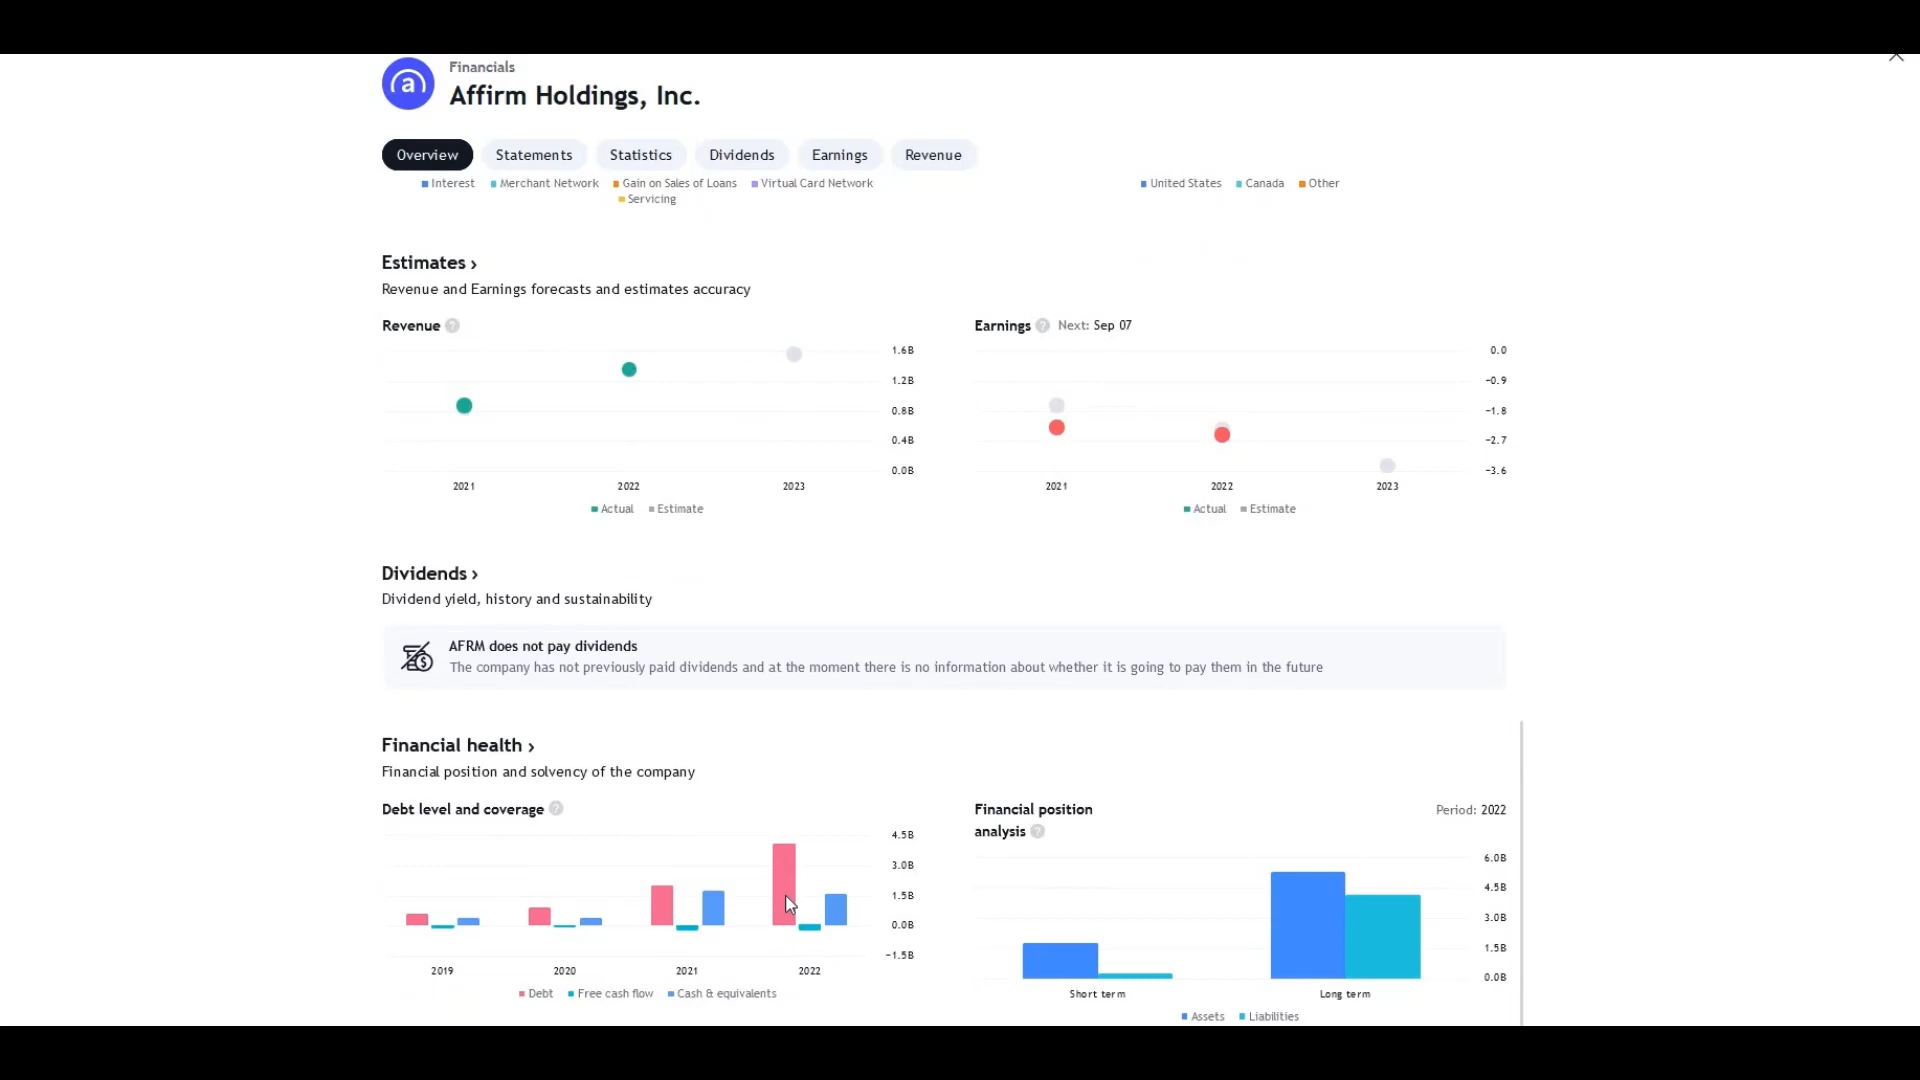 Financials
a
Affirm Holdings, Inc.
Overview Statements Statistics Dividends Earnings Revenue
Interest Merchant Network Gain on Sales of Loans Virtual Card Network
Servicing
United States Canada Other
Estimates ›
Revenue and Earnings forecasts and estimates accuracy
Revenue ?
1.6B
1.2B
0.8B
0.4B
0.0B
2021 2022 2023
Actual Estimate
Earnings ? Next: Sep 07
0.0
−0.9
−1.8
−2.7
−3.6
2021 2022 2023
Actual Estimate
Dividends ›
Dividend yield, history and sustainability
AFRM does not pay dividends
The company has not previously paid dividends and at the moment there is no information about whether it is going to pay them in the future
Financial health ›
Financial position and solvency of the company
Debt level and coverage ?
4.5B
3.0B
1.5B
0.0B
−1.5B
2019 2020 2021 2022
Debt Free cash flow Cash & equivalents
Financial position
analysis ?
Period: 2022
6.0B
4.5B
3.0B
1.5B
0.0B
Short term Long term
Assets Liabilities